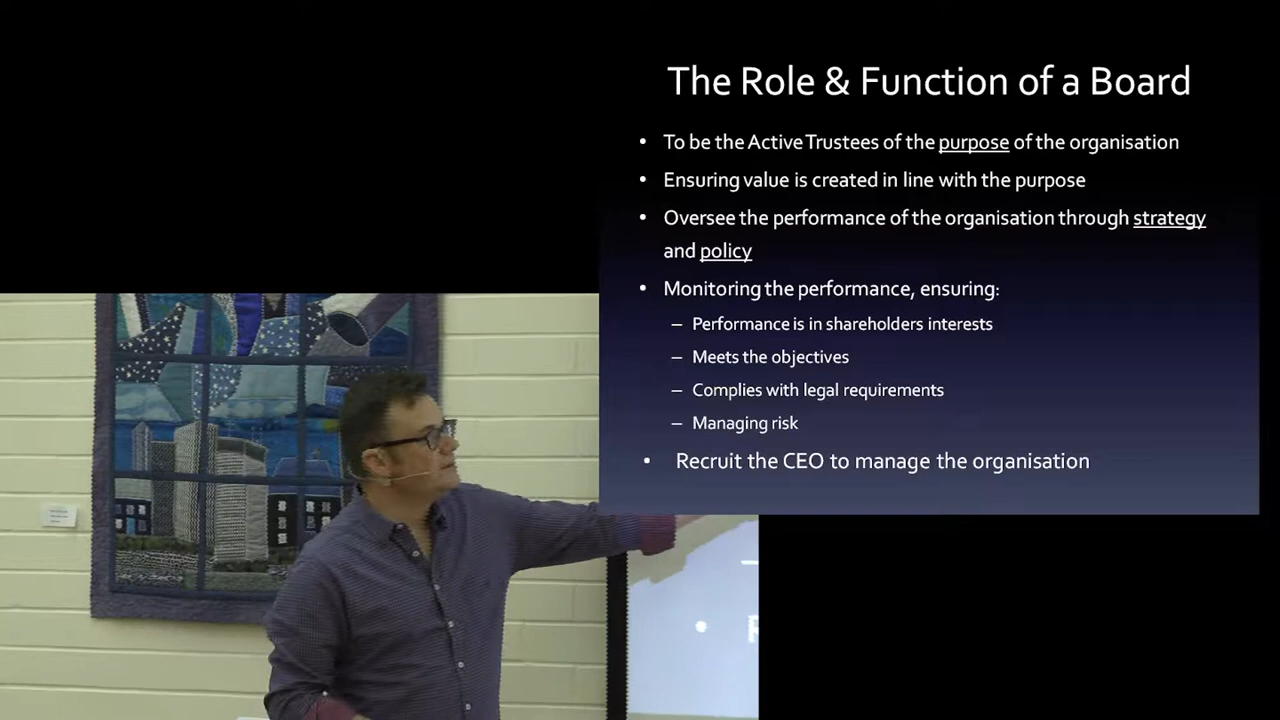 The Role & Function of a Board
• To be the Active Trustees of the purpose of the organisation
• Ensuring value is created in line with the purpose
• Oversee the performance of the organisation through strategy
and policy
• Monitoring the performance, ensuring:
– Performance is in shareholders interests
– Meets the objectives
– Complies with legal requirements
– Managing risk
• Recruit the CEO to manage the organisation